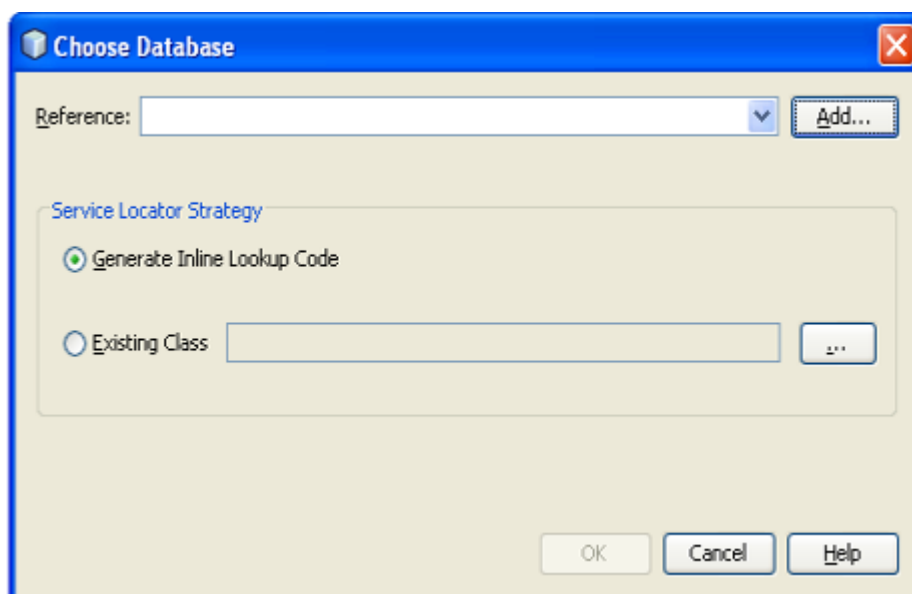 Choose Database
Reference: Add...
Service Locator Strategy
Generate Inline Lookup Code
Existing Class ...
OK Cancel Help